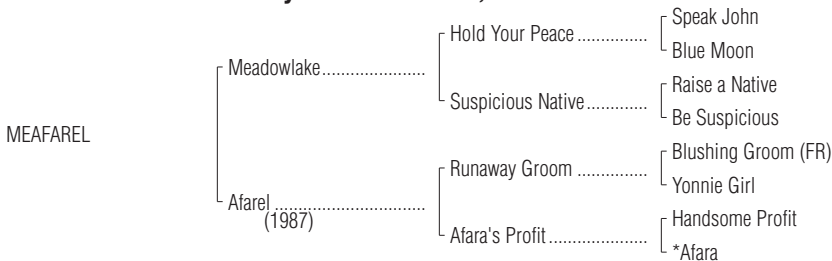 Speak John
Hold Your Peace ...............
Blue Moon
Meadowlake......................
Raise a Native
Suspicious Native.............
Be Suspicious
MEAFAREL
Blushing Groom (FR)
Runaway Groom ...............
Yonnie Girl
Afarel ................................
(1987)
Handsome Profit
Afara's Profit.....................
*Afara